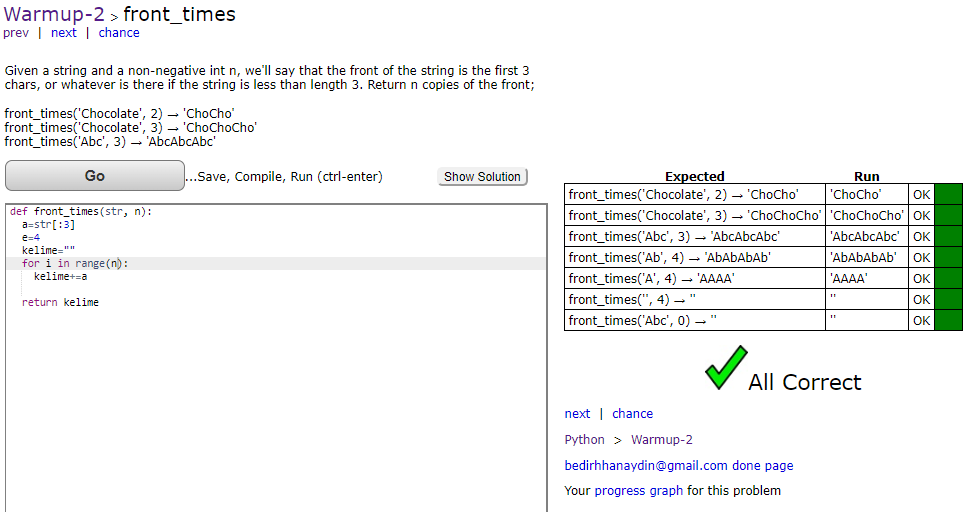 Warmup-2 > front_times
prev | next | chance
Given a string and a non-negative int n, we'll say that the front of the string is the first 3
chars, or whatever is there if the string is less than length 3. Return n copies of the front;
front_times('Chocolate', 2) → 'ChoCho'
front_times('Chocolate', 3) → 'ChoChoCho'
front_times('Abc', 3) → 'AbcAbcAbc'
Go ...Save, Compile, Run (ctrl-enter) Show Solution
def front_times(str, n):
  a=str[:3]
  e=4
  kelime=""
  for i in range(n):
    kelime+=a
  return kelime
Expected Run
front_times('Chocolate', 2) → 'ChoCho' 'ChoCho' OK
front_times('Chocolate', 3) → 'ChoChoCho' 'ChoChoCho' OK
front_times('Abc', 3) → 'AbcAbcAbc' 'AbcAbcAbc' OK
front_times('Ab', 4) → 'AbAbAbAb' 'AbAbAbAb' OK
front_times('A', 4) → 'AAAA' 'AAAA' OK
front_times('', 4) → '' '' OK
front_times('Abc', 0) → '' '' OK
All Correct
next | chance
Python > Warmup-2
bedirhhanaydin@gmail.com done page
Your progress graph for this problem